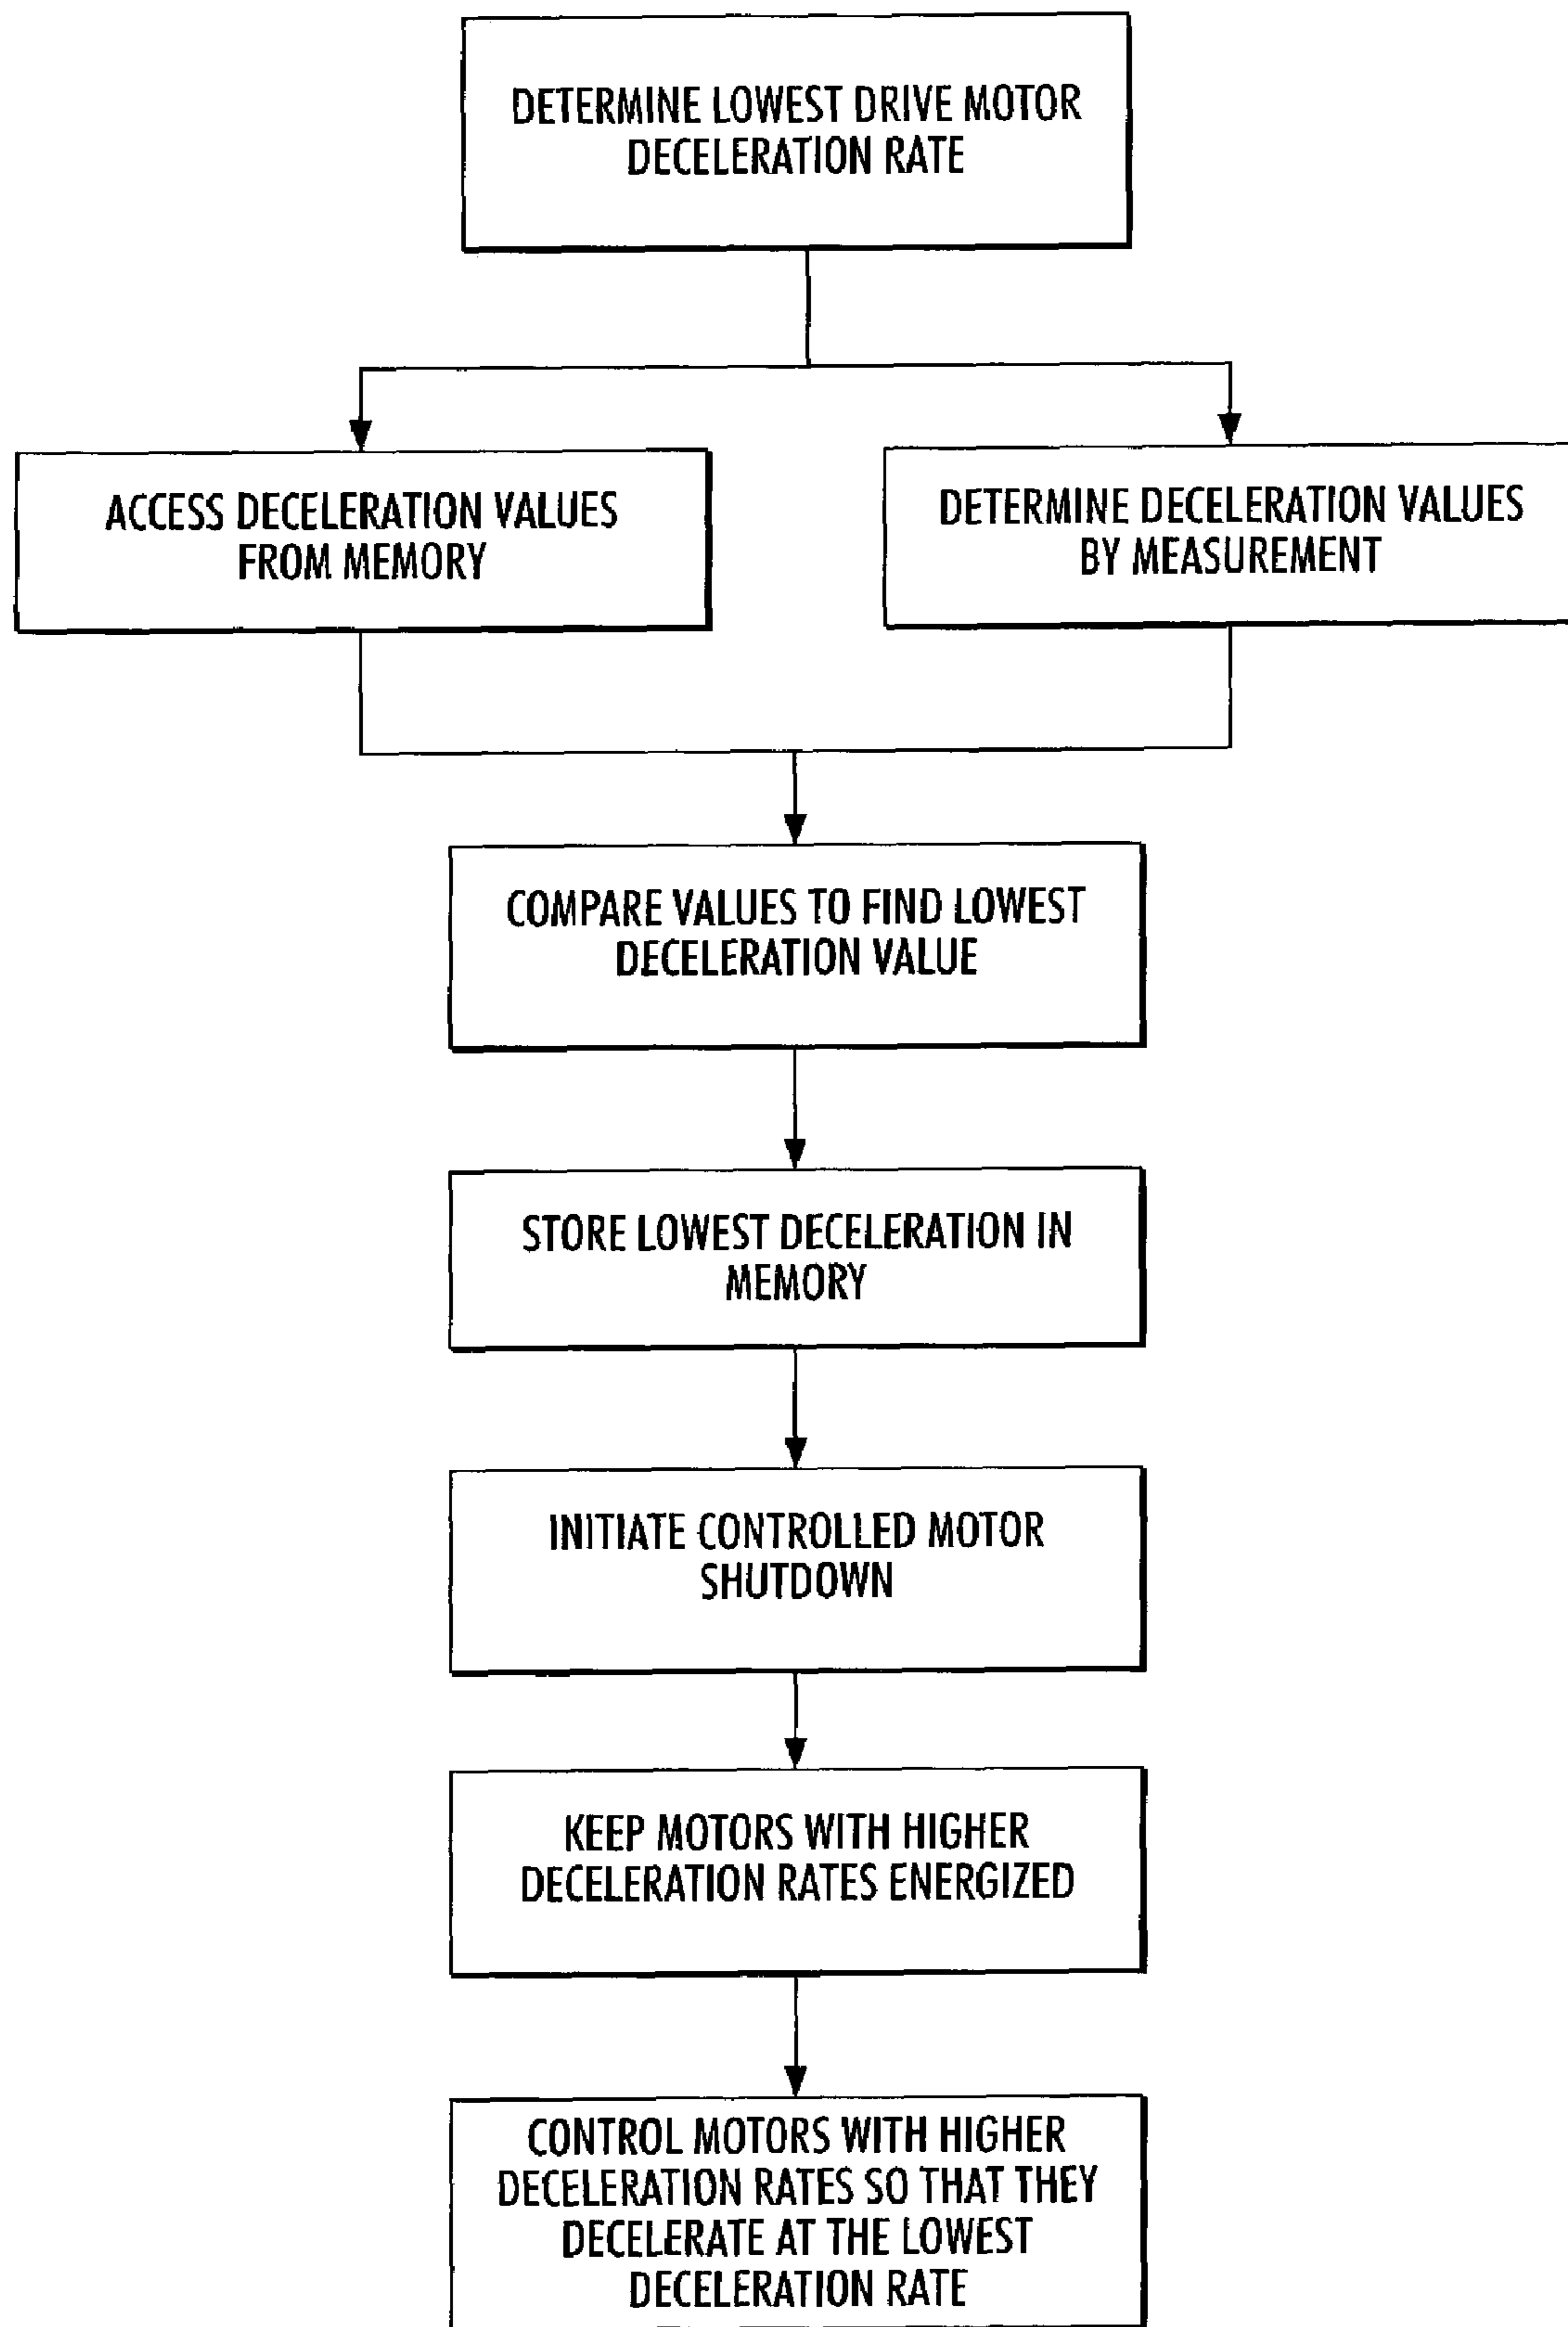 DETERMINE LOWEST DRIVE MOTOR
DECELERATION RATE
ACCESS DECELERATION VALUES
FROM MEMORY
DETERMINE DECELERATION VALUES
BY MEASUREMENT
COMPARE VALUES TO FIND LOWEST
DECELERATION VALUE
STORE LOWEST DECELERATION IN
MEMORY
INITIATE CONTROLLED MOTOR
SHUTDOWN
KEEP MOTORS WITH HIGHER
DECELERATION RATES ENERGIZED
CONTROL MOTORS WITH HIGHER
DECELERATION RATES SO THAT THEY
DECELERATE AT THE LOWEST
DECELERATION RATE